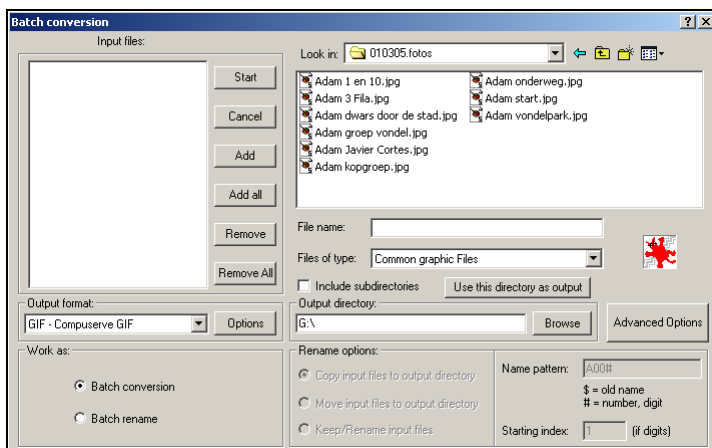 Batch conversion
Input files:
Start
Cancel
Add
Add all
Remove
Remove All
Look in: 010305.fotos
Adam 1 en 10.jpg
Adam 3 Fila.jpg
Adam dwars door de stad.jpg
Adam groep vondel.jpg
Adam Javier Cortes.jpg
Adam kopgroep.jpg
Adam onderweg.jpg
Adam start.jpg
Adam vondelpark.jpg
File name:
Files of type: Common graphic Files
Include subdirectories
Use this directory as output
Output format:
GIF - Compuserve GIF
Options
Output directory:
G:\
Browse
Advanced Options
Work as:
Batch conversion
Batch rename
Rename options:
Copy input files to output directory
Move input files to output directory
Keep/Rename input files
Name pattern: A00#
$ = old name
# = number, digit
Starting index: 1 (if digits)